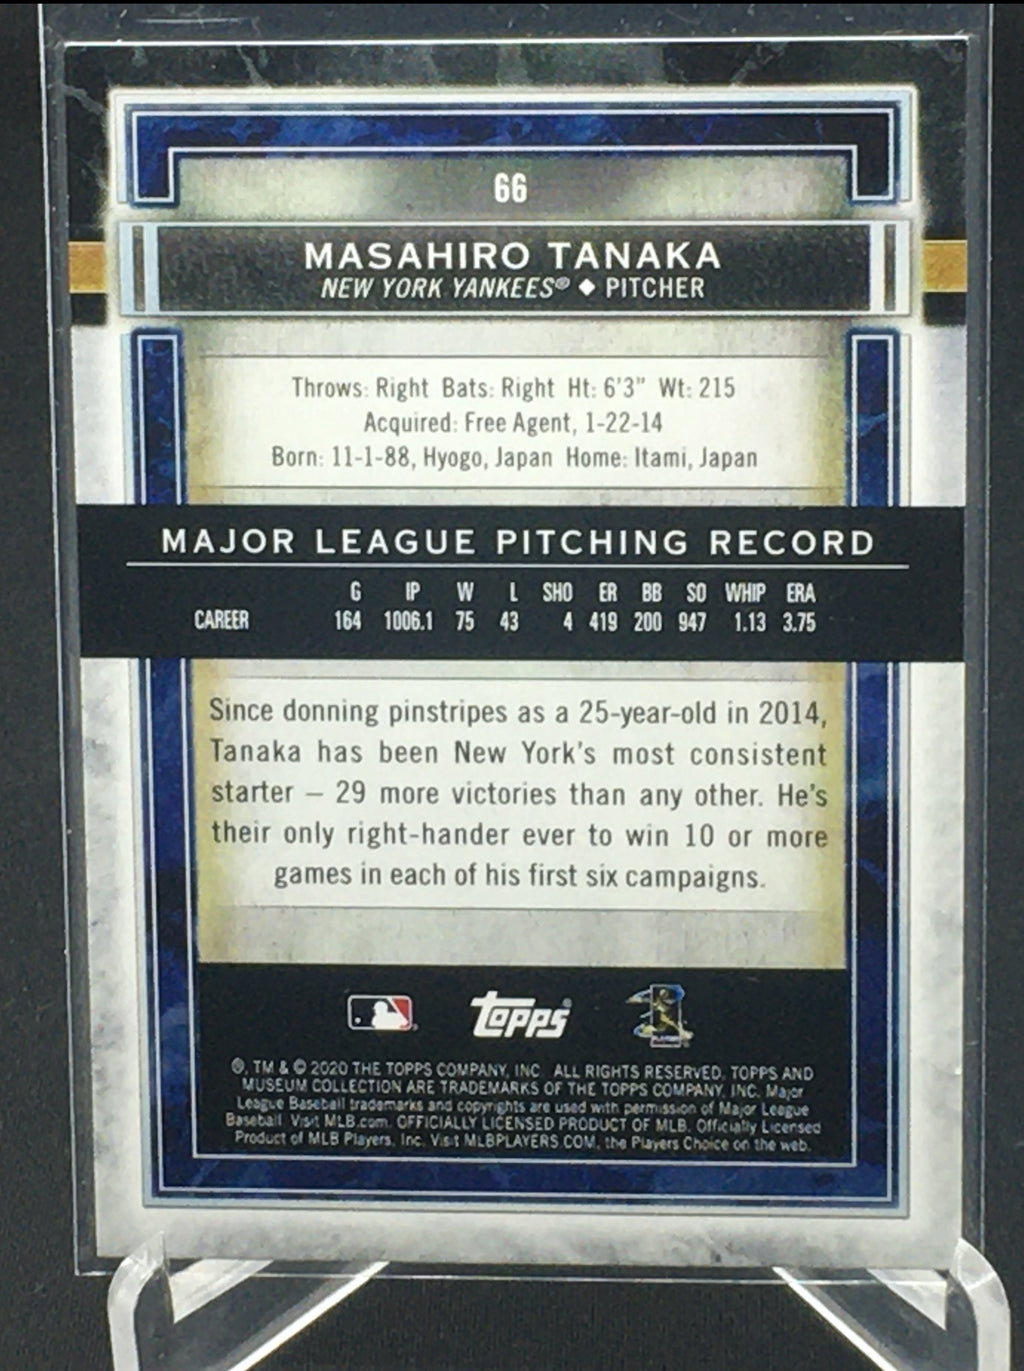 66
MASAHIRO TANAKA
NEW YORK YANKEES® ◆ PITCHER
Throws: Right Bats: Right Ht: 6'3" Wt: 215
Acquired: Free Agent, 1-22-14
Born: 11-1-88, Hyogo, Japan Home: Itami, Japan
MAJOR LEAGUE PITCHING RECORD
G IP W L SHO ER BB SO WHIP ERA
CAREER 164 1006.1 75 43 4 419 200 947 1.13 3.75
Since donning pinstripes as a 25-year-old in 2014,
Tanaka has been New York's most consistent
starter – 29 more victories than any other. He's
their only right-hander ever to win 10 or more
games in each of his first six campaigns.
Topps®
®, TM & © 2020 THE TOPPS COMPANY, INC. ALL RIGHTS RESERVED. TOPPS AND
MUSEUM COLLECTION ARE TRADEMARKS OF THE TOPPS COMPANY, INC. Major
League Baseball trademarks and copyrights are used with permission of Major League
Baseball. Visit MLB.com. OFFICIALLY LICENSED PRODUCT OF MLB. Officially Licensed
Product of MLB Players, Inc. Visit MLBPLAYERS.COM, the Players Choice on the web.